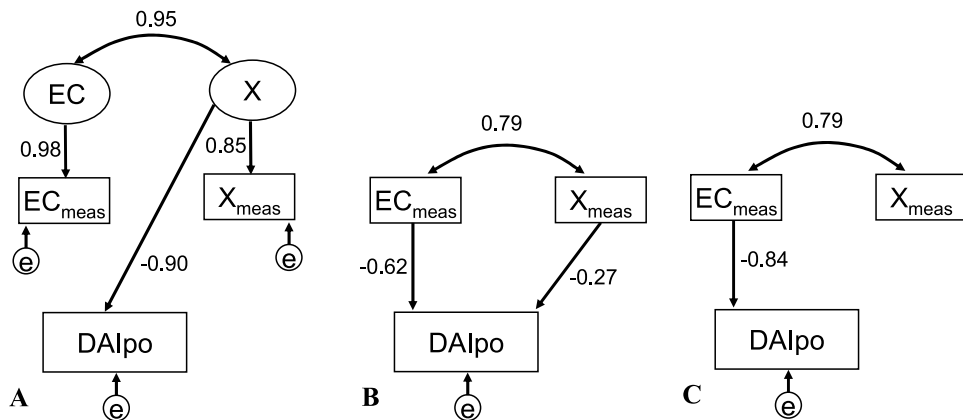 0.95
EC
X
0.98
0.85
EC meas
X meas
e
e
-0.90
DAIpo
e
A
0.79
EC meas
X meas
-0.62
-0.27
DAIpo
e
B
0.79
EC meas
X meas
-0.84
DAIpo
e
C